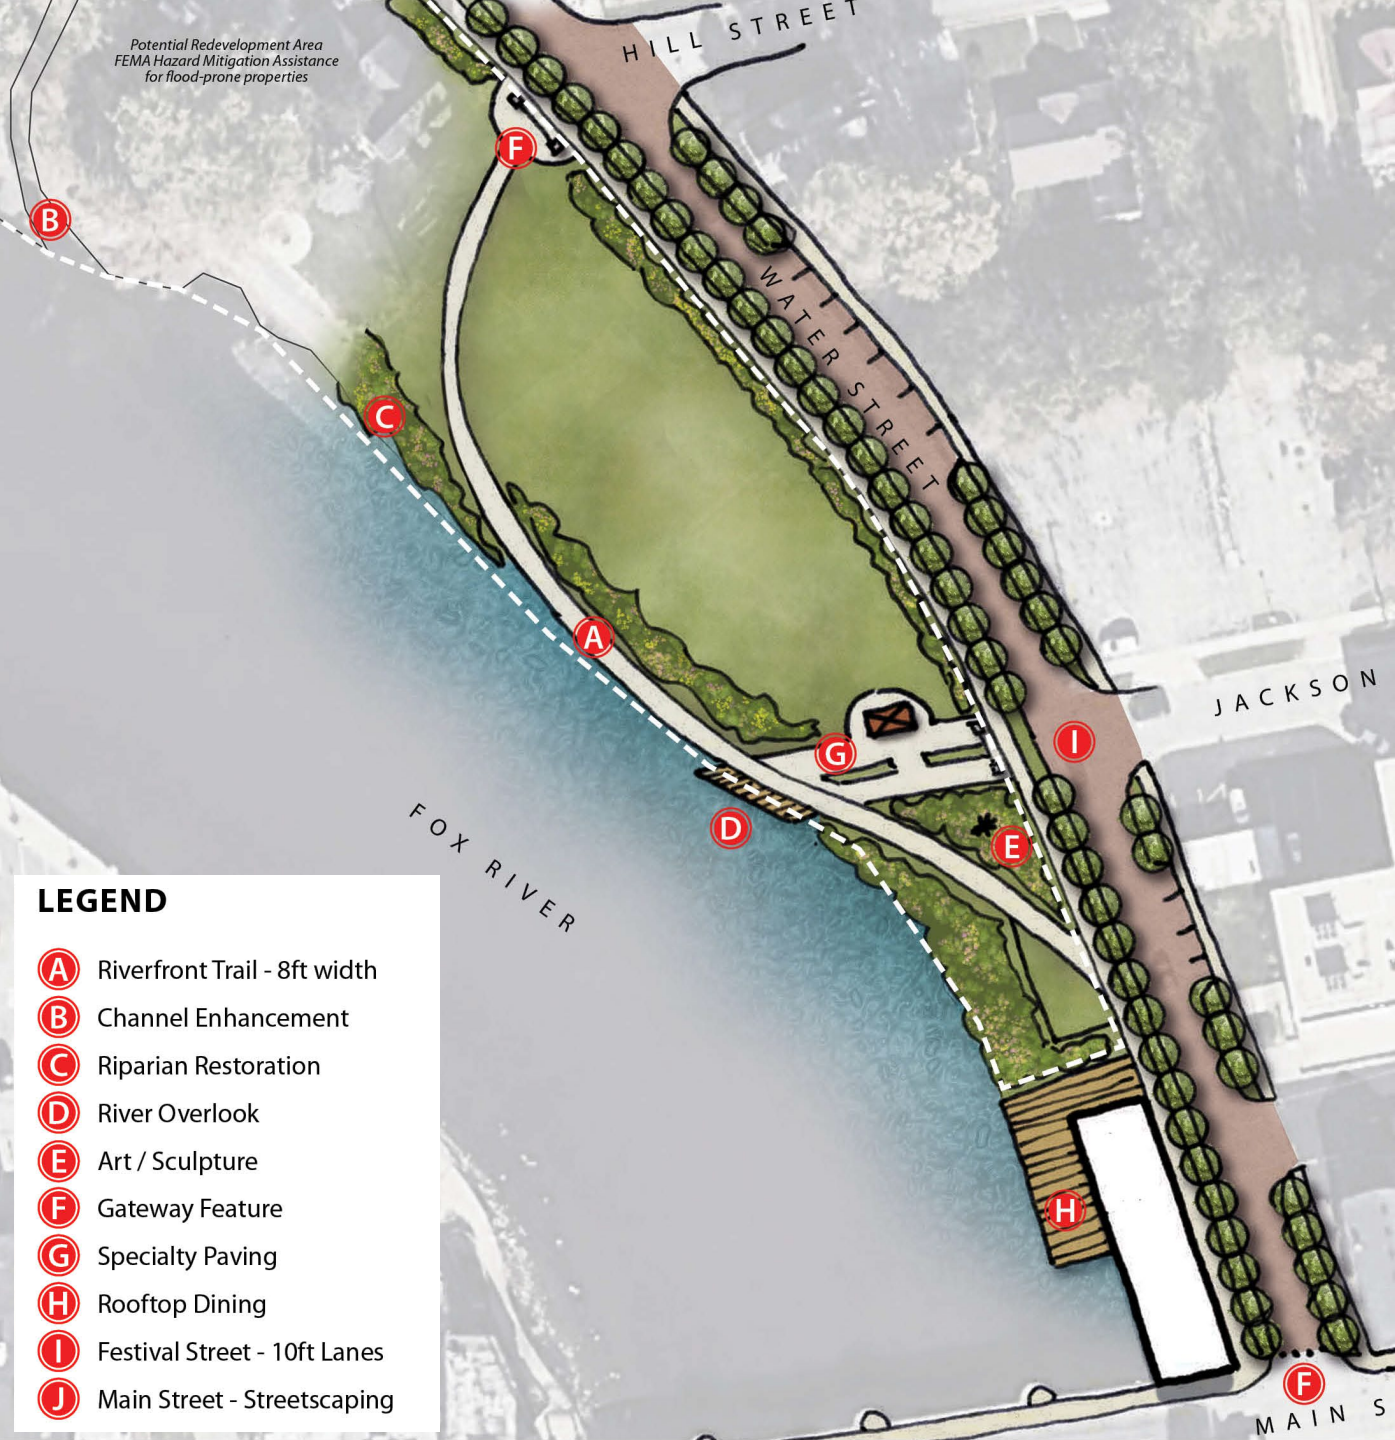 Potential Redevelopment Area
FEMA Hazard Mitigation Assistance
for flood-prone properties
HILL STREET
F
B
WATER STREET
C
A
JACKSON
I
G
D
E
FOX RIVER
LEGEND
A Riverfront Trail - 8ft width
B Channel Enhancement
C Riparian Restoration
D River Overlook
E Art / Sculpture
F Gateway Feature
G Specialty Paving
H Rooftop Dining
I Festival Street - 10ft Lanes
J Main Street - Streetscaping
H
F
MAIN S